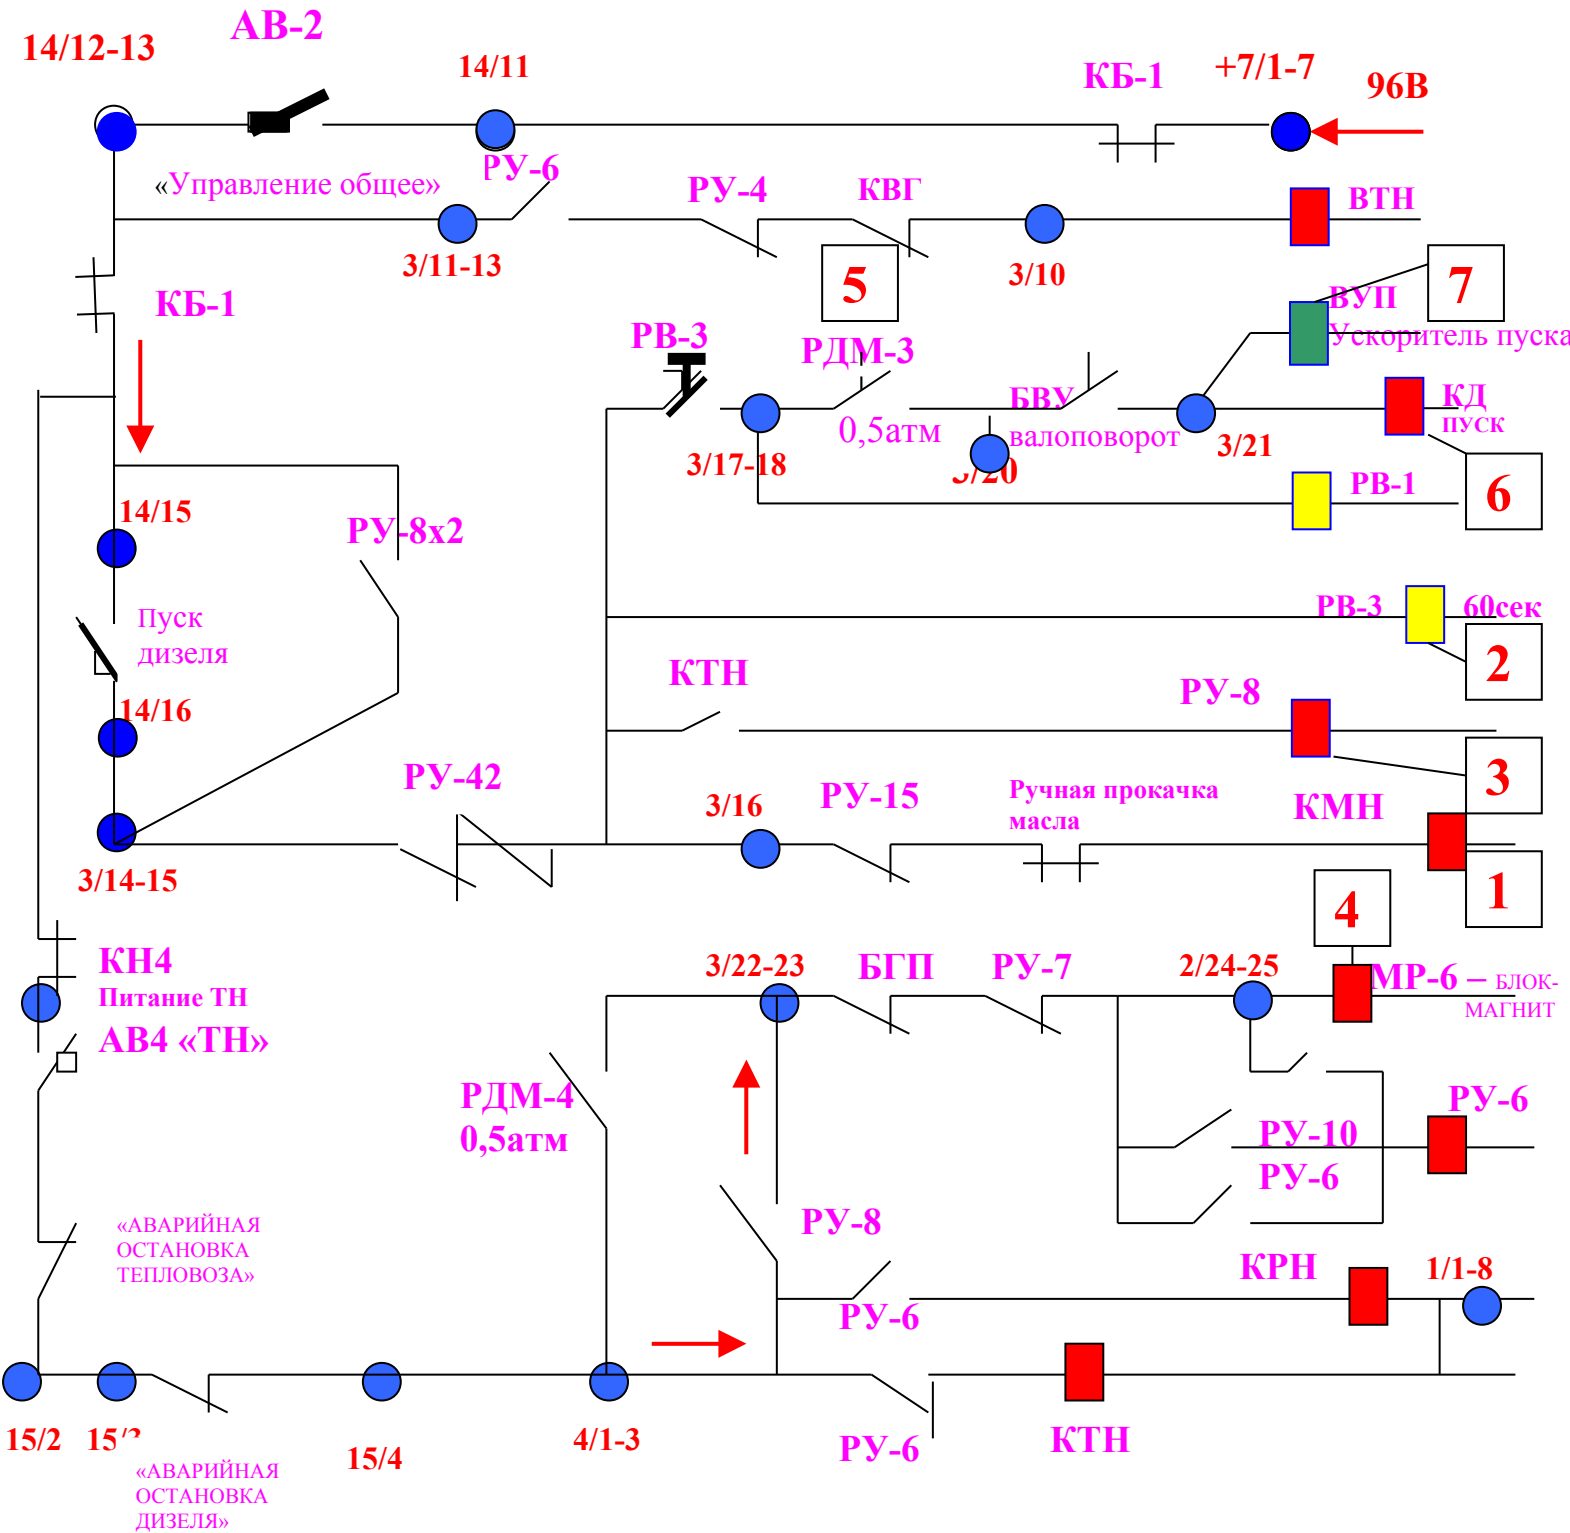 АВ-2
14/12-13
14/11
КБ-1
+7/1-7
96В
«Управление общее»
РУ-6
РУ-4
КВГ
ВТН
3/11-13
3/10
5
7
КБ-1
ВУП
Ускоритель пуска
РВ-3
РДМ-3
0,5атм
БВУ
валоповорот
КД
ПУСК
3/17-18
3/20
3/21
РВ-1
6
14/15
РУ-8х2
Пуск
дизеля
РВ-3
60сек
2
КТН
РУ-8
14/16
3
РУ-42
3/16
РУ-15
Ручная прокачка
масла
КМН
3/14-15
1
4
КН4
Питание ТН
АВ4 «ТН»
3/22-23
БГП
РУ-7
2/24-25
МР-6 – БЛОК-
МАГНИТ
РДМ-4
0,5атм
РУ-6
РУ-10
РУ-6
РУ-8
«АВАРИЙНАЯ
ОСТАНОВКА
ТЕПЛОВОЗА»
КРН
1/1-8
РУ-6
15/2
15/4
4/1-3
РУ-6
КТН
«АВАРИЙНАЯ
ОСТАНОВКА
ДИЗЕЛЯ»